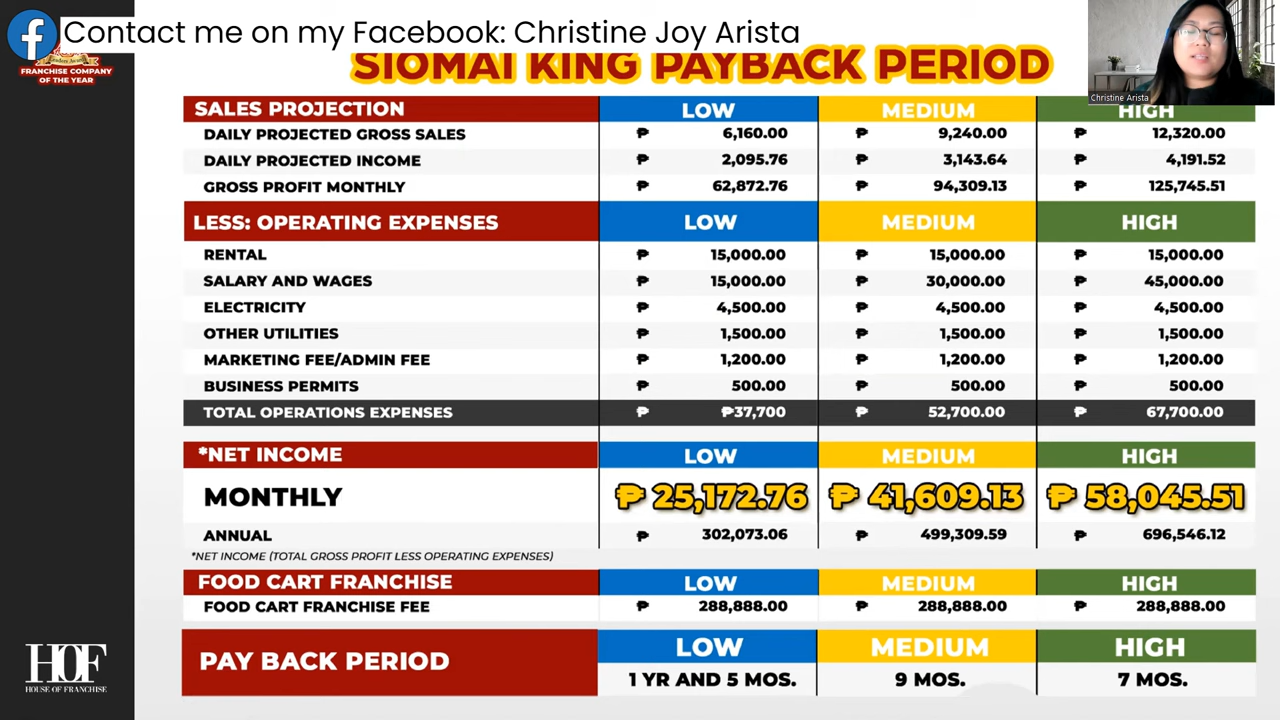 Contact me on my Facebook: Christine Joy Arista
FRANCHISE COMPANY
OF THE YEAR
SIOMAI KING PAYBACK PERIOD
Christine Arista
SALES PROJECTION LOW MEDIUM HIGH
DAILY PROJECTED GROSS SALES ₱ 6,160.00 ₱ 9,240.00 ₱ 12,320.00
DAILY PROJECTED INCOME ₱ 2,095.76 ₱ 3,143.64 ₱ 4,191.52
GROSS PROFIT MONTHLY ₱ 62,872.76 ₱ 94,309.13 ₱ 125,745.51
LESS: OPERATING EXPENSES LOW MEDIUM HIGH
RENTAL ₱ 15,000.00 ₱ 15,000.00 ₱ 15,000.00
SALARY AND WAGES ₱ 15,000.00 ₱ 30,000.00 ₱ 45,000.00
ELECTRICITY ₱ 4,500.00 ₱ 4,500.00 ₱ 4,500.00
OTHER UTILITIES ₱ 1,500.00 ₱ 1,500.00 ₱ 1,500.00
MARKETING FEE/ADMIN FEE ₱ 1,200.00 ₱ 1,200.00 ₱ 1,200.00
BUSINESS PERMITS ₱ 500.00 ₱ 500.00 ₱ 500.00
TOTAL OPERATIONS EXPENSES ₱ ₱37,700 ₱ 52,700.00 ₱ 67,700.00
*NET INCOME LOW MEDIUM HIGH
MONTHLY ₱ 25,172.76 ₱ 41,609.13 ₱ 58,045.51
ANNUAL ₱ 302,073.06 ₱ 499,309.59 ₱ 696,546.12
*NET INCOME (TOTAL GROSS PROFIT LESS OPERATING EXPENSES)
FOOD CART FRANCHISE LOW MEDIUM HIGH
FOOD CART FRANCHISE FEE ₱ 288,888.00 ₱ 288,888.00 ₱ 288,888.00
PAY BACK PERIOD LOW MEDIUM HIGH
1 YR AND 5 MOS. 9 MOS. 7 MOS.
HOF
HOUSE OF FRANCHISE